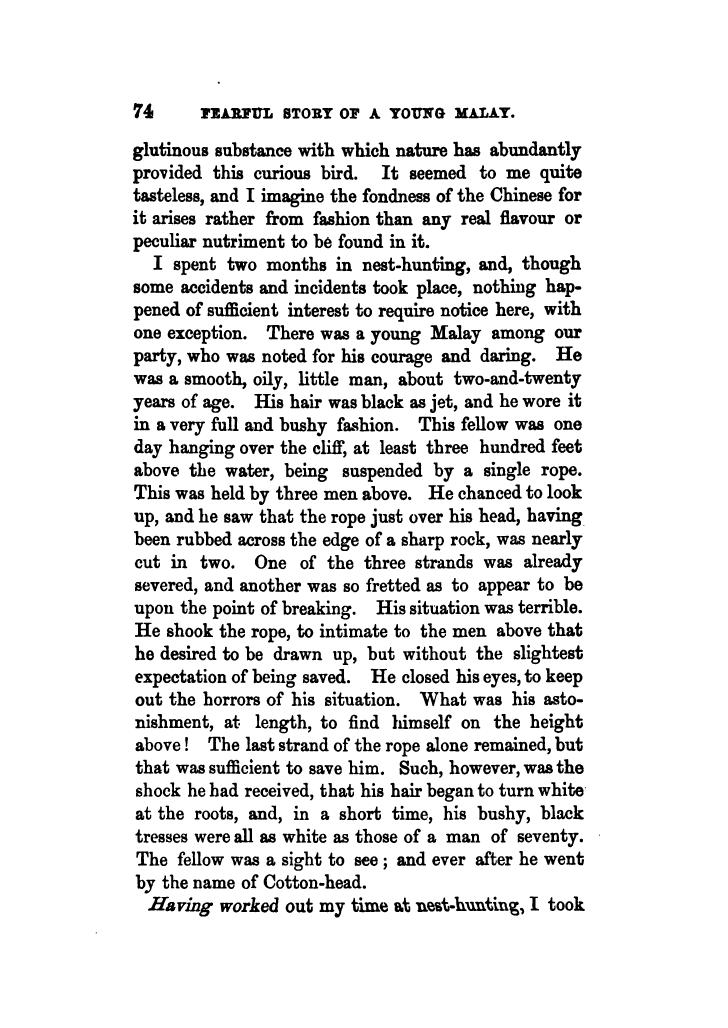 74 FEARFUL STORY OF A YOUNG MALAY.
glutinous substance with which nature has abundantly
provided this curious bird. It seemed to me quite
tasteless, and I imagine the fondness of the Chinese for
it arises rather from fashion than any real flavour or
peculiar nutriment to be found in it.
I spent two months in nest-hunting, and, though
some accidents and incidents took place, nothing hap-
pened of sufficient interest to require notice here, with
one exception. There was a young Malay among our
party, who was noted for his courage and daring. He
was a smooth, oily, little man, about two-and-twenty
years of age. His hair was black as jet, and he wore it
in a very full and bushy fashion. This fellow was one
day hanging over the cliff, at least three hundred feet
above the water, being suspended by a single rope.
This was held by three men above. He chanced to look
up, and he saw that the rope just over his head, having
been rubbed across the edge of a sharp rock, was nearly
cut in two. One of the three strands was already
severed, and another was so fretted as to appear to be
upon the point of breaking. His situation was terrible.
He shook the rope, to intimate to the men above that
he desired to be drawn up, but without the slightest
expectation of being saved. He closed his eyes, to keep
out the horrors of his situation. What was his asto-
nishment, at length, to find himself on the height
above! The last strand of the rope alone remained, but
that was sufficient to save him. Such, however, was the
shock he had received, that his hair began to turn white
at the roots, and, in a short time, his bushy, black
tresses were all as white as those of a man of seventy.
The fellow was a sight to see; and ever after he went
by the name of Cotton-head.
Having worked out my time at nest-hunting, I took